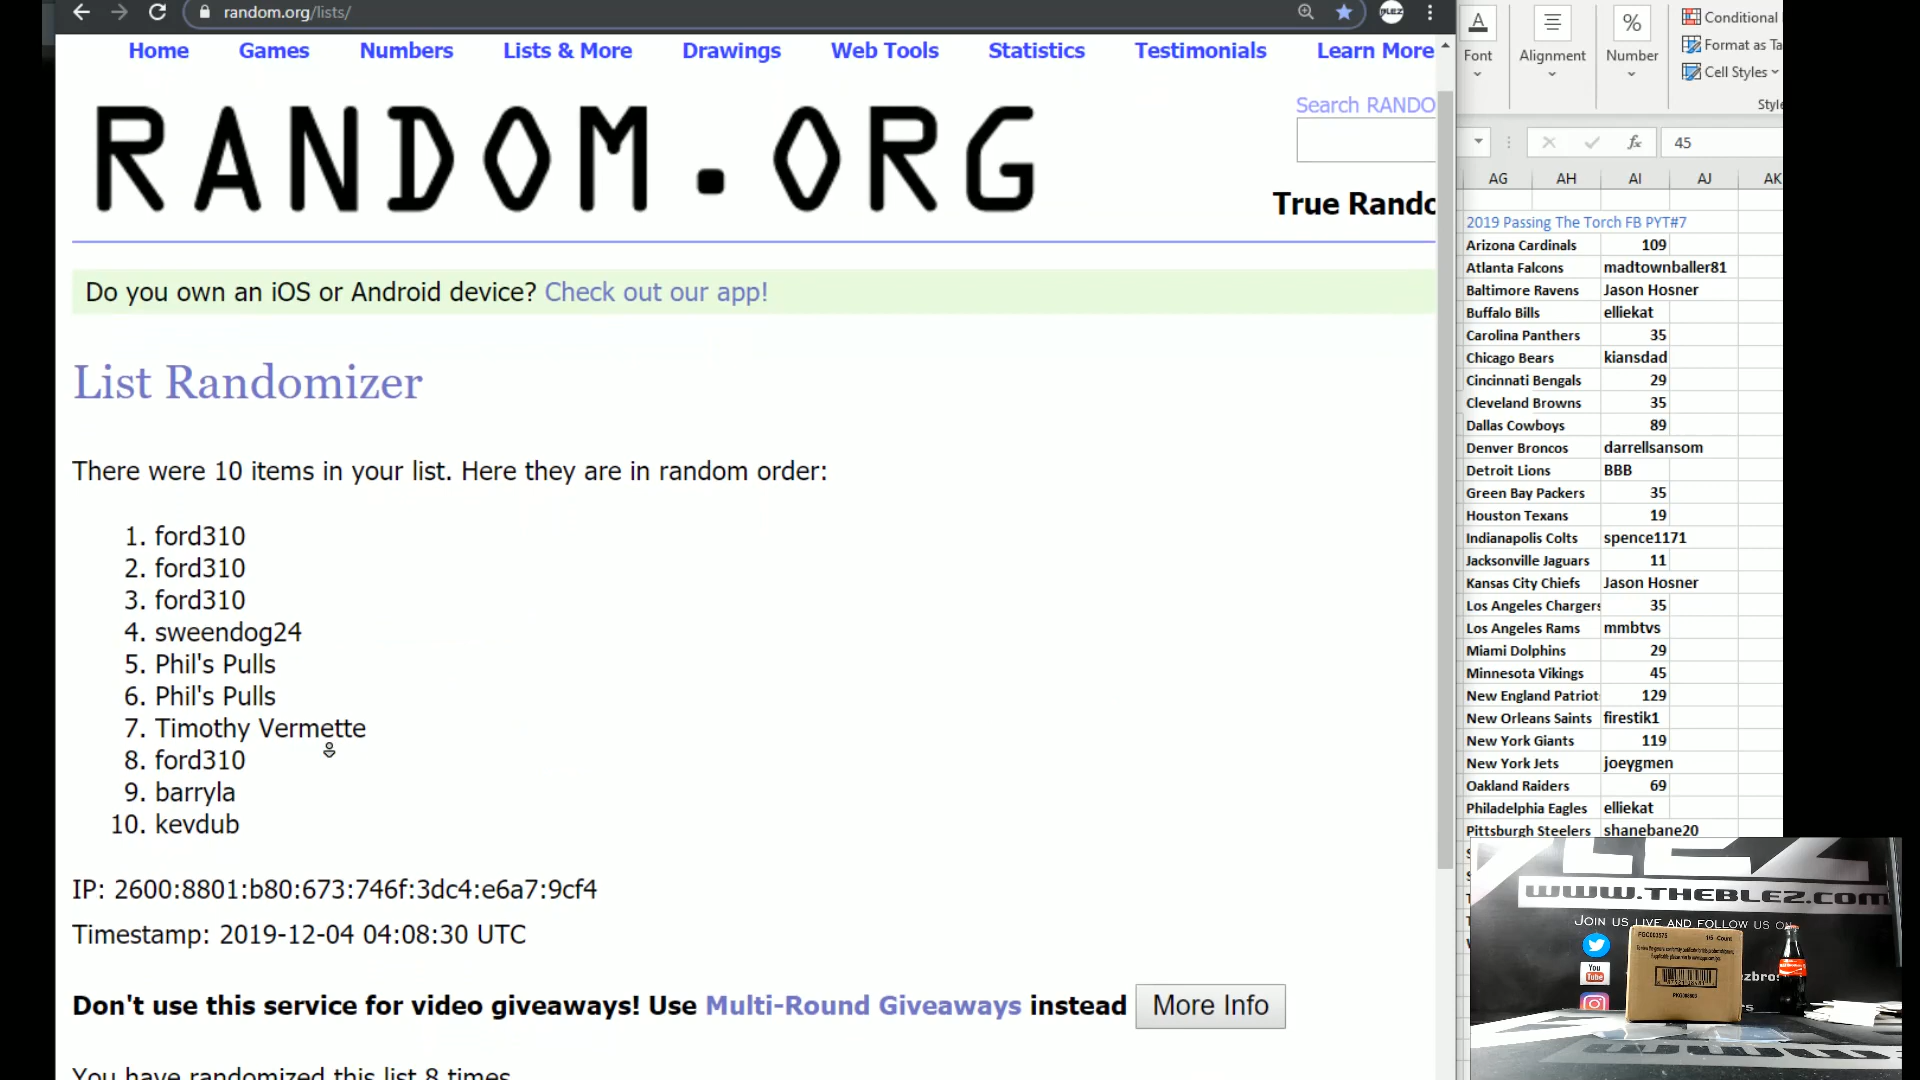 random.org/lists/
Home Games Numbers Lists & More Drawings Web Tools Statistics Testimonials Learn More
RANDOM.ORG
Search RANDO
True Rando
Do you own an iOS or Android device? Check out our app!
List Randomizer
There were 10 items in your list. Here they are in random order:
1. ford310
2. ford310
3. ford310
4. sweendog24
5. Phil's Pulls
6. Phil's Pulls
7. Timothy Vermette
8. ford310
9. barryla
10. kevdub
IP: 2600:8801:b80:673:746f:3dc4:e6a7:9cf4
Timestamp: 2019-12-04 04:08:30 UTC
Don't use this service for video giveaways! Use Multi-Round Giveaways instead More Info
You have randomized this list 8 times
Font Alignment Number
Conditional
Format as Ta
Cell Styles
Style
fx 45
AG AH AI AJ AK
2019 Passing The Torch FB PYT#7
Arizona Cardinals 109
Atlanta Falcons madtownballer81
Baltimore Ravens Jason Hosner
Buffalo Bills elliekat
Carolina Panthers 35
Chicago Bears kiansdad
Cincinnati Bengals 29
Cleveland Browns 35
Dallas Cowboys 89
Denver Broncos darrellsansom
Detroit Lions BBB
Green Bay Packers 35
Houston Texans 19
Indianapolis Colts spence1171
Jacksonville Jaguars 11
Kansas City Chiefs Jason Hosner
Los Angeles Chargers 35
Los Angeles Rams mmbtvs
Miami Dolphins 29
Minnesota Vikings 45
New England Patriot 129
New Orleans Saints firestik1
New York Giants 119
New York Jets joeygmen
Oakland Raiders 69
Philadelphia Eagles elliekat
Pittsburgh Steelers shanebane20
www.theblez.com
Join us live and follow us on
You Tube